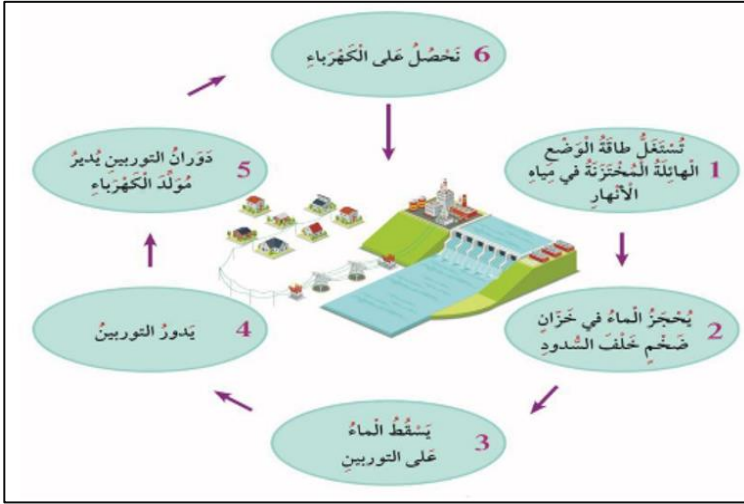 1 تُسْتَغَلُّ طاقَةُ الْوَضْعِ
الْهائِلَةُ الْمُخْتَزَنَةُ في مِياهِ
الْأَنْهارِ
2 يُحْجَزُ الْماءُ في خَزّانٍ
ضَخْمٍ خَلْفَ السُّدودِ
3 يَسْقُطُ الْماءُ
عَلى التوربينِ
4 يَدورُ التوربينُ
5 دَوَرانُ التوربينِ يُديرُ
مُوَلِّدَ الْكَهْرَباءِ
6 نَحْصُلُ عَلى الْكَهْرَباءِ